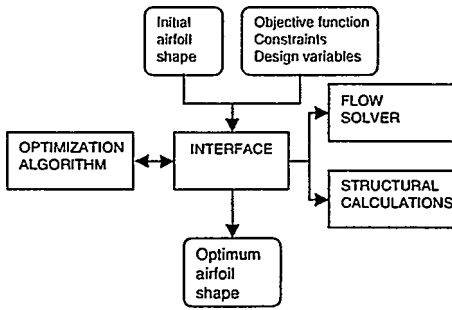 Initial
airfoil
shape
Objective function
Constraints
Design variables
FLOW
SOLVER
OPTIMIZATION
ALGORITHM
INTERFACE
STRUCTURAL
CALCULATIONS
Optimum
airfoil
shape